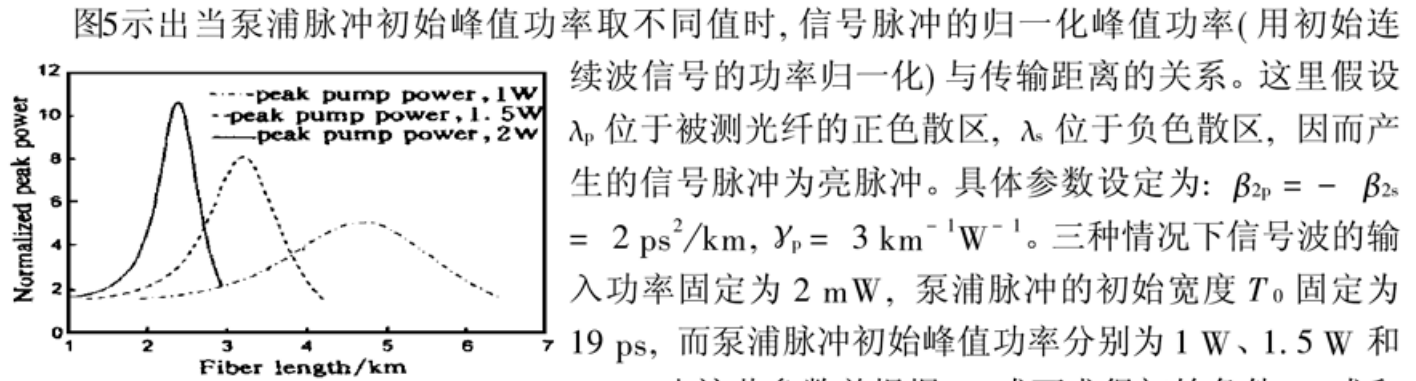 图5示出当泵浦脉冲初始峰值功率取不同值时, 信号脉冲的归一化峰值功率( 用初始连
续波信号的功率归一化) 与传输距离的关系。这里假设
λp 位于被测光纤的正色散区, λs 位于负色散区, 因而产
生的信号脉冲为亮脉冲。具体参数设定为: β2p = - β2s
= 2 ps²/km, γp = 3 km⁻¹W⁻¹。三种情况下信号波的输
入功率固定为 2 mW, 泵浦脉冲的初始宽度 T₀ 固定为
19 ps, 而泵浦脉冲初始峰值功率分别为 1 W、1. 5 W 和
Normalized peak power
12
10
8
6
4
2
0
peak pump power, 1W
peak pump power, 1. 5W
peak pump power, 2W
1 2 3 4 5 6 7
Fiber length/km